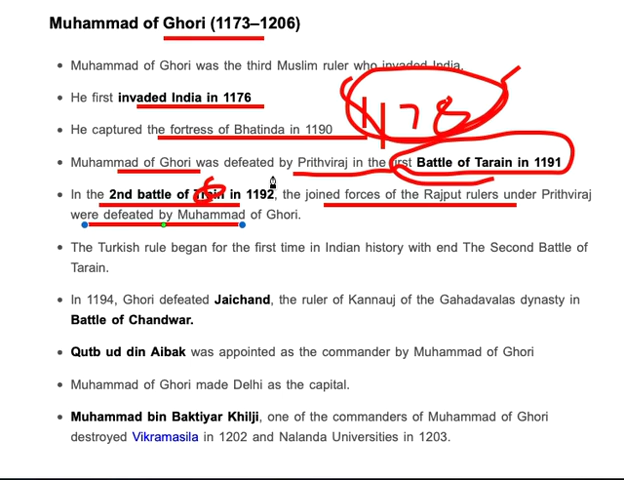 Muhammad of Ghori (1173–1206)
• Muhammad of Ghori was the third Muslim ruler who invaded India.
• He first invaded India in 1176
1178
• He captured the fortress of Bhatinda in 1190
• Muhammad of Ghori was defeated by Prithviraj in the first Battle of Tarain in 1191
• In the 2nd battle of in 1192, the joined forces of the Rajput rulers under Prithviraj
were defeated by Muhammad of Ghori.
• The Turkish rule began for the first time in Indian history with end The Second Battle of
Tarain.
• In 1194, Ghori defeated Jaichand, the ruler of Kannauj of the Gahadavalas dynasty in
Battle of Chandwar.
• Qutb ud din Aibak was appointed as the commander by Muhammad of Ghori
• Muhammad of Ghori made Delhi as the capital.
• Muhammad bin Baktiyar Khilji, one of the commanders of Muhammad of Ghori
destroyed Vikramasila in 1202 and Nalanda Universities in 1203.